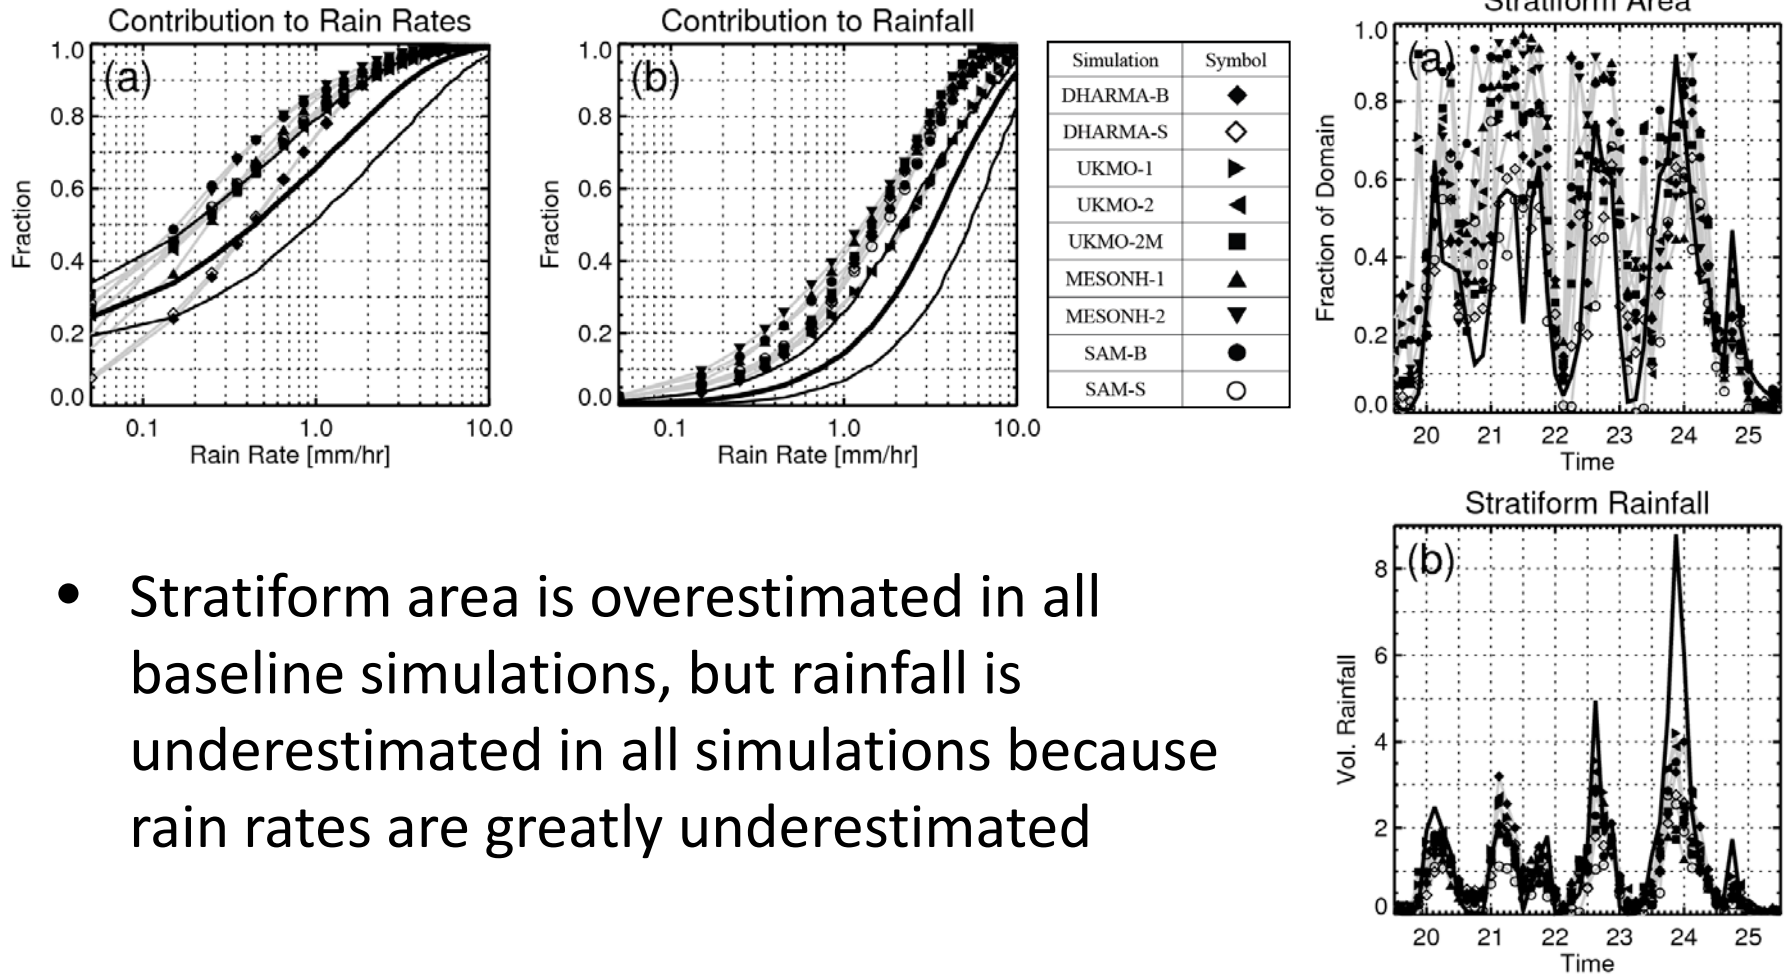 Contribution to Rain Rates
(a)
Fraction
1.0
0.8
0.6
0.4
0.2
0.0
0.1 1.0 10.0
Rain Rate [mm/hr]
Contribution to Rainfall
(b)
Fraction
1.0
0.8
0.6
0.4
0.2
0.0
0.1 1.0 10.0
Rain Rate [mm/hr]
Simulation Symbol
DHARMA-B
DHARMA-S
UKMO-1
UKMO-2
UKMO-2M
MESONH-1
MESONH-2
SAM-B
SAM-S
Stratiform Area
(a)
Fraction of Domain
1.0
0.8
0.6
0.4
0.2
0.0
20 21 22 23 24 25
Time
Stratiform Rainfall
(b)
Vol. Rainfall
8
6
4
2
0
20 21 22 23 24 25
Time
• Stratiform area is overestimated in all
baseline simulations, but rainfall is
underestimated in all simulations because
rain rates are greatly underestimated